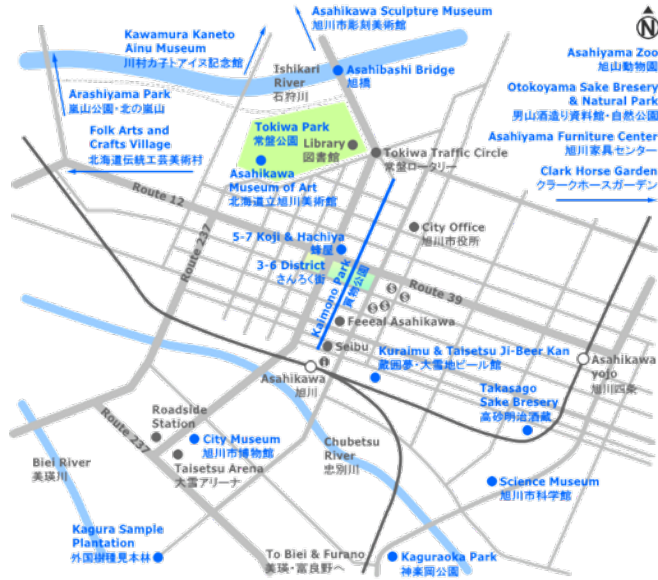 Asahikawa Sculpture Museum
旭川市彫刻美術館
Kawamura Kaneto
Ainu Museum
川村カ子トアイヌ記念館
N
Asahiyama Zoo
旭山動物園
Ishikari
River
石狩川
Asahibashi Bridge
旭橋
Otokoyama Sake Bresery
& Natural Park
男山酒造り資料館・自然公園
Arashiyama Park
嵐山公園・北の嵐山
Folk Arts and
Crafts Village
北海道伝統工芸美術村
Tokiwa Park
常盤公園
Library
図書館
Tokiwa Traffic Circle
常盤ロータリー
Asahiyama Furniture Center
旭川家具センター
Clark Horse Garden
クラークホースガーデン
Asahikawa
Museum of Art
北海道立旭川美術館
Route 12
Route 237
City Office
旭川市役所
5-7 Koji & Hachiya
蜂屋
3-6 District
さんろく街
Kaimono Park
買物公園
Route 39
Feeeal Asahikawa
Seibu
Asahikawa
旭川
Kuraimu & Taisetsu Ji-Beer Kan
蔵囲夢・大雪地ビール館
Asahikawa
yojo
旭川四条
Takasago
Sake Bresery
高砂明治酒蔵
Roadside
Station
Route 237
City Museum
旭川市博物館
Taisetsu Arena
大雪アリーナ
Chubetsu
River
忠別川
Biei River
美瑛川
Science Museum
旭川市科学館
Kagura Sample
Plantation
外国樹種見本林
To Biei & Furano
美瑛・富良野へ
Kaguraoka Park
神楽岡公園